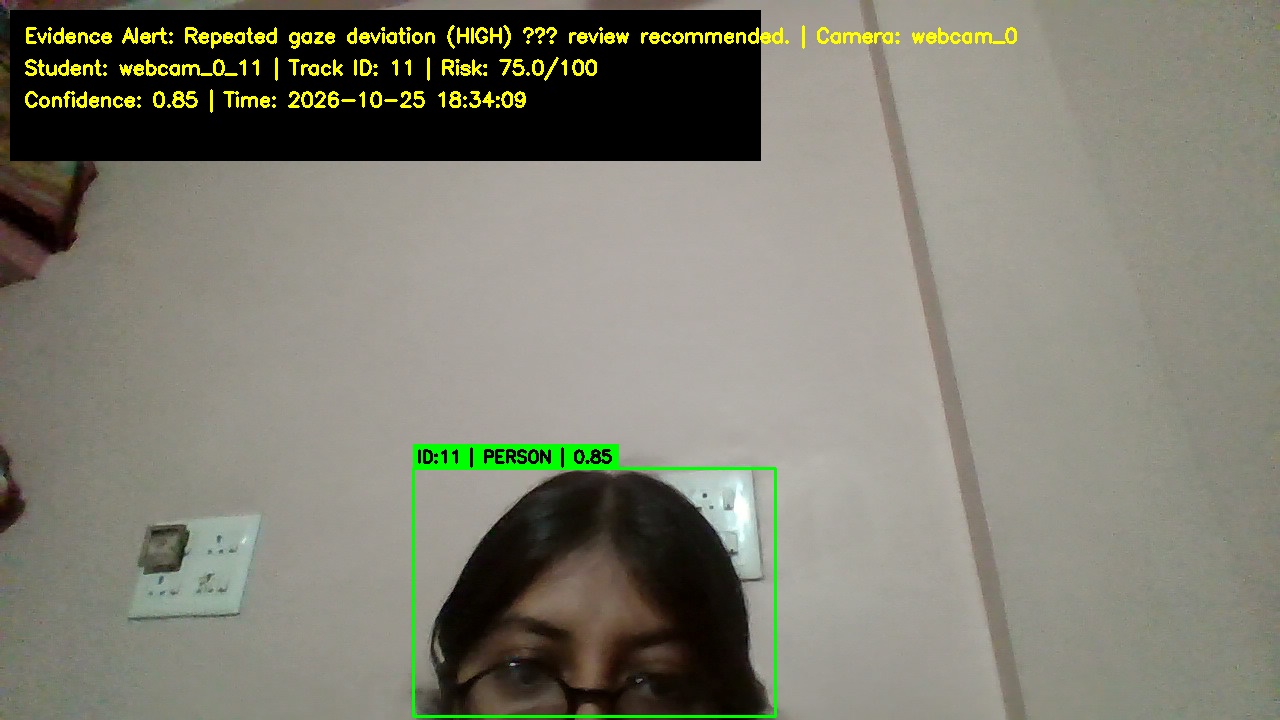 Evidence Alert: Repeated gaze deviation (HIGH) ??? review recommended. | Camera: webcam_0
Student: webcam_0_11 | Track ID: 11 | Risk: 75.0/100
Confidence: 0.85 | Time: 2026-10-25 18:34:09
ID:11 | PERSON | 0.85